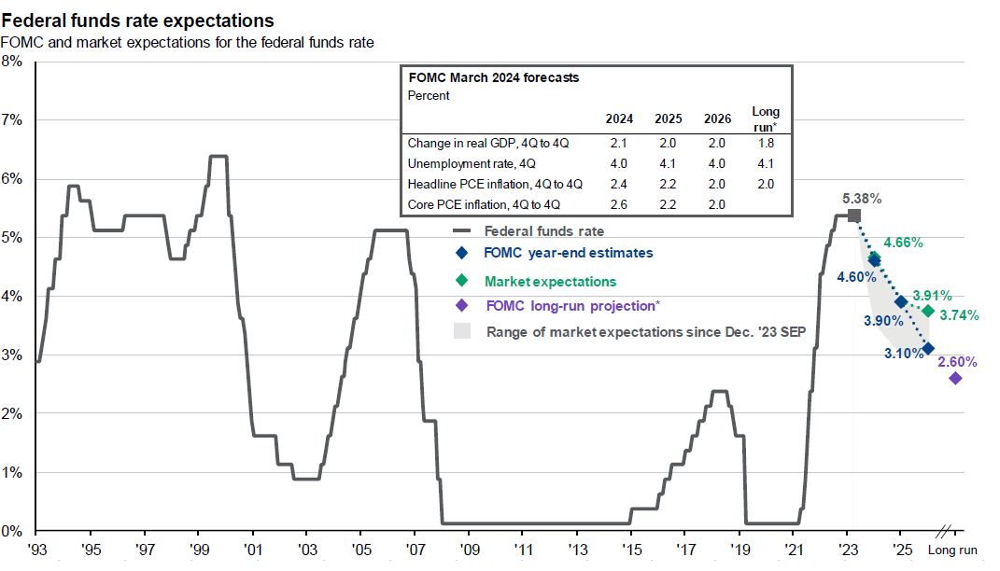 Federal funds rate expectations
FOMC and market expectations for the federal funds rate
8%
7%
6%
5%
4%
3%
2%
1%
0%
FOMC March 2024 forecasts
Percent
2024 2025 2026 Long run*
Change in real GDP, 4Q to 4Q 2.1 2.0 2.0 1.8
Unemployment rate, 4Q 4.0 4.1 4.0 4.1
Headline PCE inflation, 4Q to 4Q 2.4 2.2 2.0 2.0
Core PCE inflation, 4Q to 4Q 2.6 2.2 2.0
Federal funds rate
FOMC year-end estimates
Market expectations
FOMC long-run projection*
Range of market expectations since Dec. '23 SEP
5.38%
4.66%
4.60%
3.91%
3.90%
3.74%
3.10%
2.60%
'93 '95 '97 '99 '01 '03 '05 '07 '09 '11 '13 '15 '17 '19 '21 '23 '25 Long run